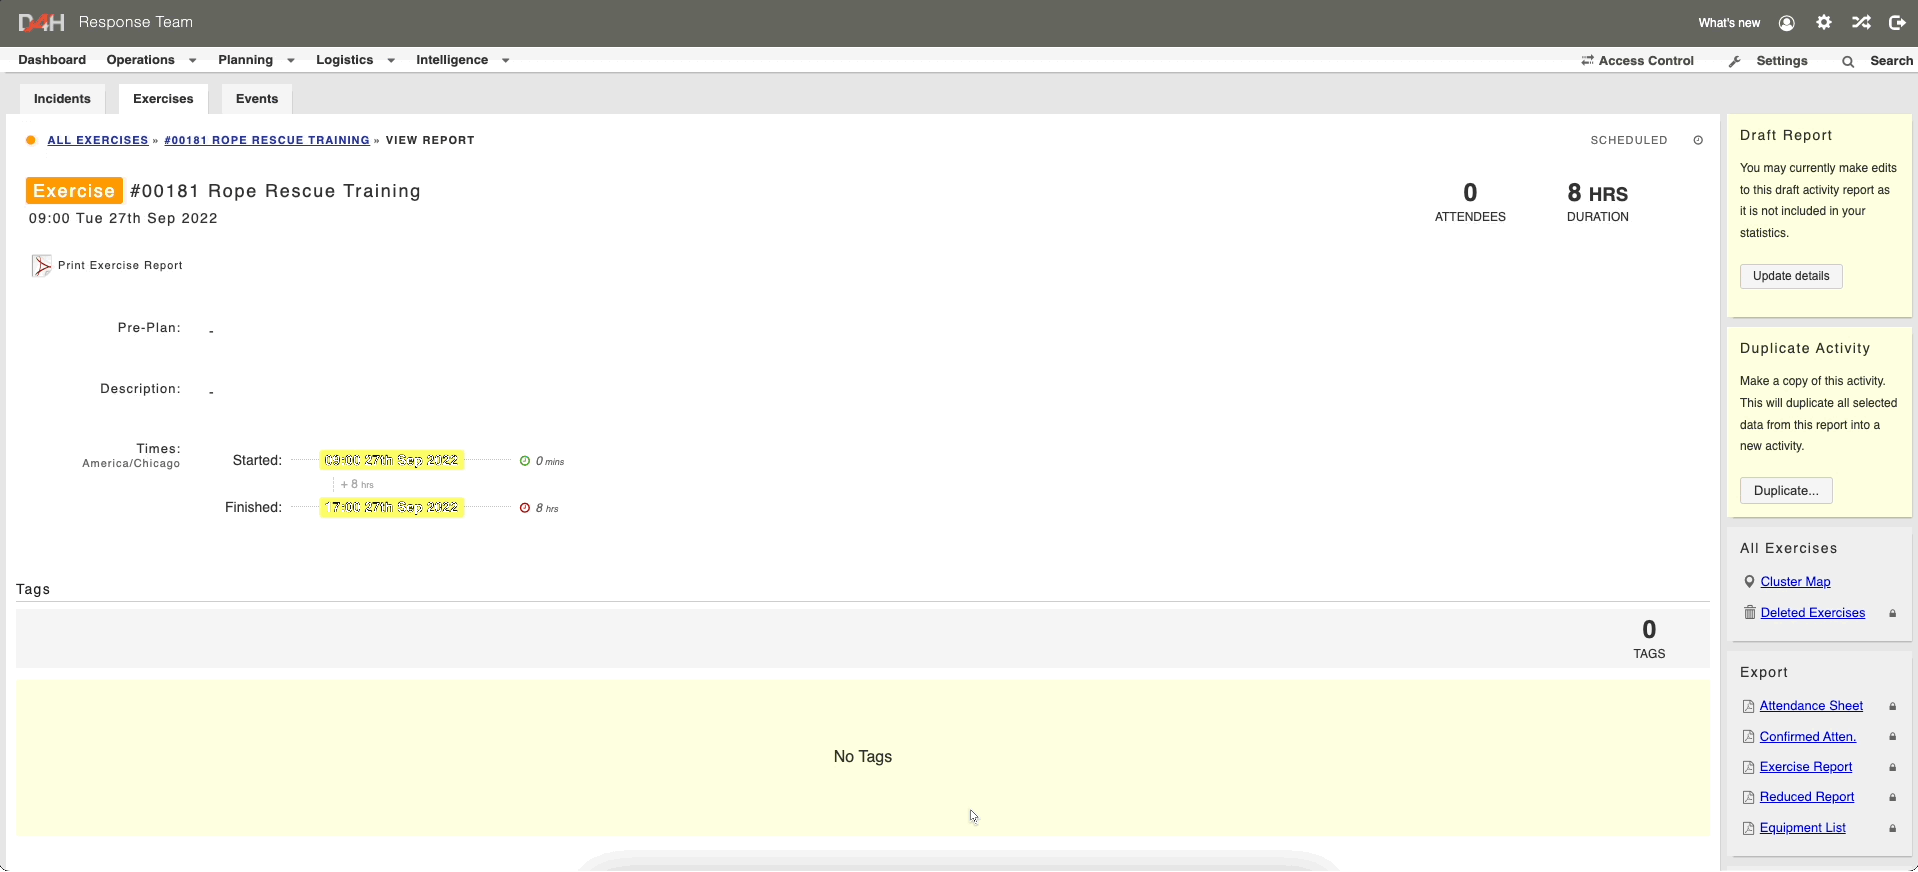 D4H Response Team
What's new
Dashboard Operations Planning Logistics Intelligence
Access Control Settings Search
Incidents Exercises Events
ALL EXERCISES » #00181 ROPE RESCUE TRAINING » VIEW REPORT
SCHEDULED
Exercise #00181 Rope Rescue Training
09:00 Tue 27th Sep 2022
0
ATTENDEES
8 HRS
DURATION
Print Exercise Report
Pre-Plan: -
Description: -
Times:
America/Chicago
Started: 09:00 27th Sep 2022 0 mins
+ 8 hrs
Finished: 17:00 27th Sep 2022 8 hrs
Tags
0
TAGS
No Tags
Draft Report
You may currently make edits
to this draft activity report as
it is not included in your
statistics.
Update details
Duplicate Activity
Make a copy of this activity.
This will duplicate all selected
data from this report into a
new activity.
Duplicate...
All Exercises
Cluster Map
Deleted Exercises
Export
Attendance Sheet
Confirmed Atten.
Exercise Report
Reduced Report
Equipment List